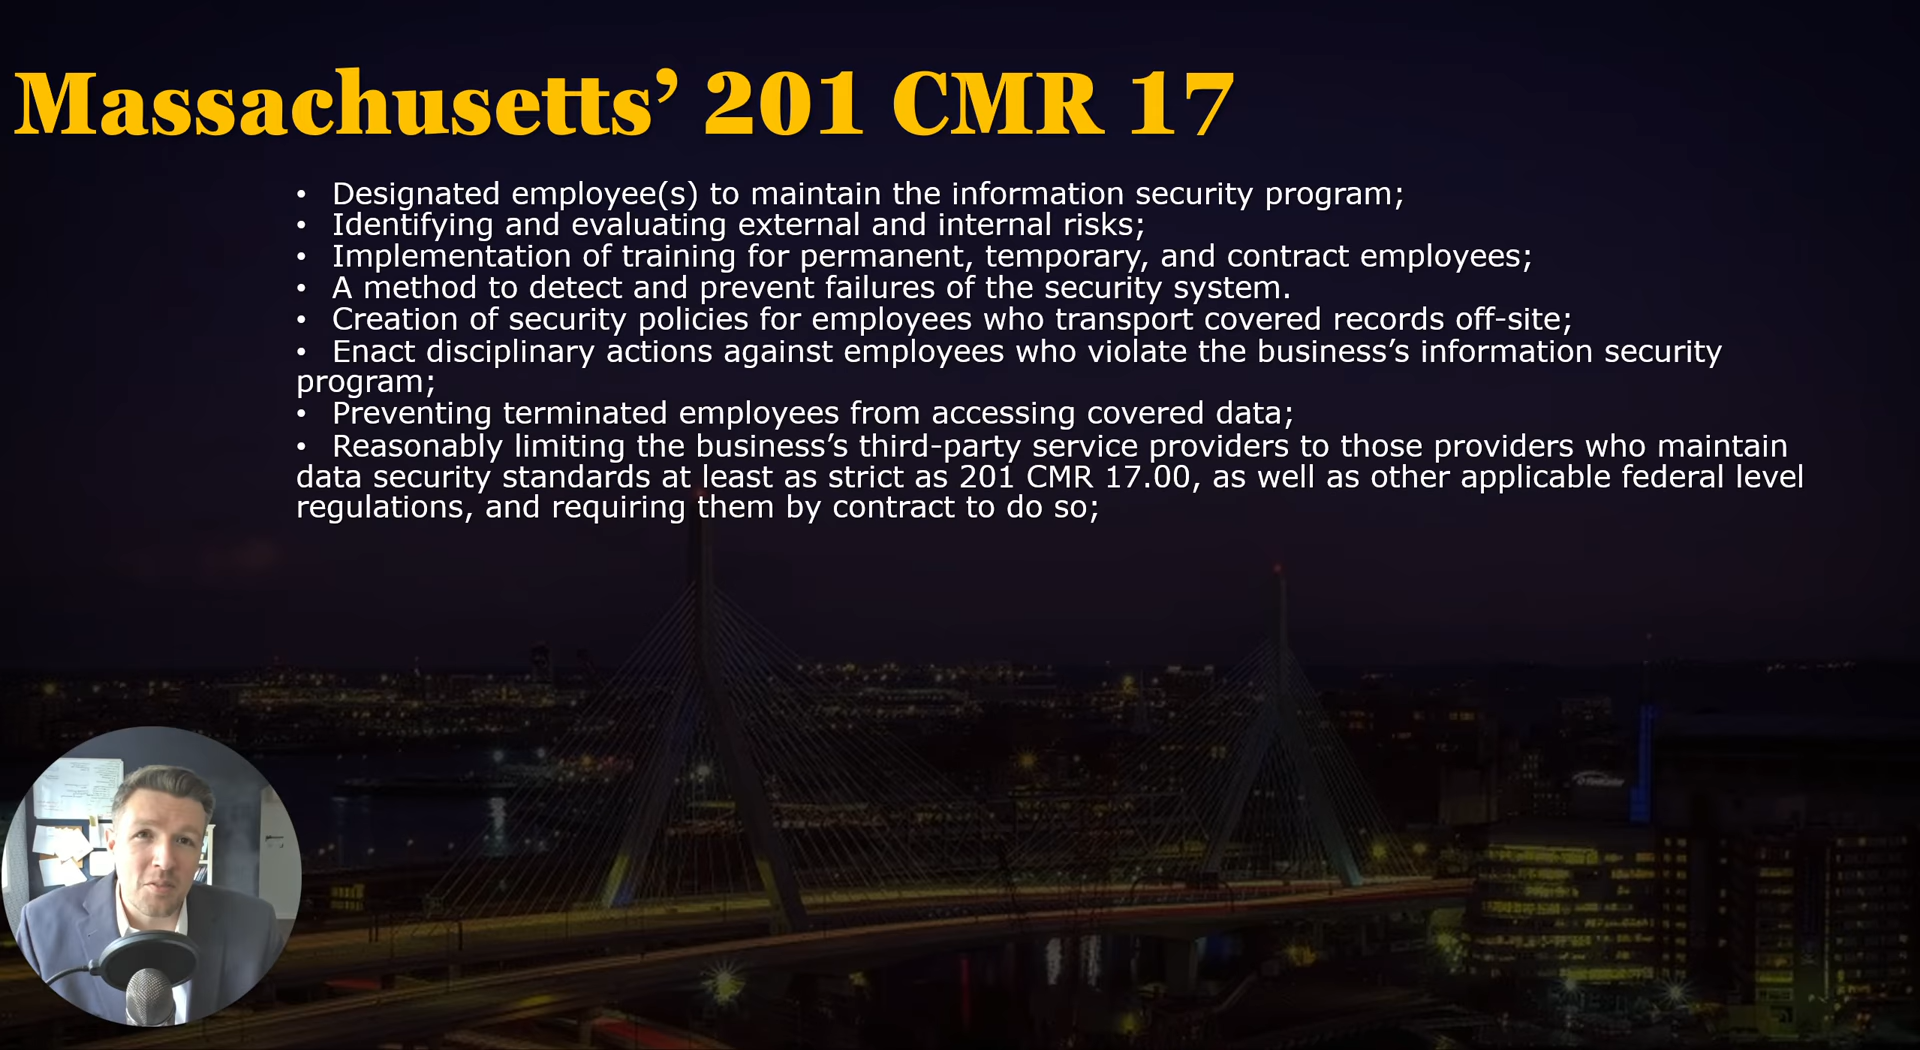 Massachusetts’ 201 CMR 17
• Designated employee(s) to maintain the information security program;
• Identifying and evaluating external and internal risks;
• Implementation of training for permanent, temporary, and contract employees;
• A method to detect and prevent failures of the security system.
• Creation of security policies for employees who transport covered records off-site;
• Enact disciplinary actions against employees who violate the business’s information security
program;
• Preventing terminated employees from accessing covered data;
• Reasonably limiting the business’s third-party service providers to those providers who maintain
data security standards at least as strict as 201 CMR 17.00, as well as other applicable federal level
regulations, and requiring them by contract to do so;